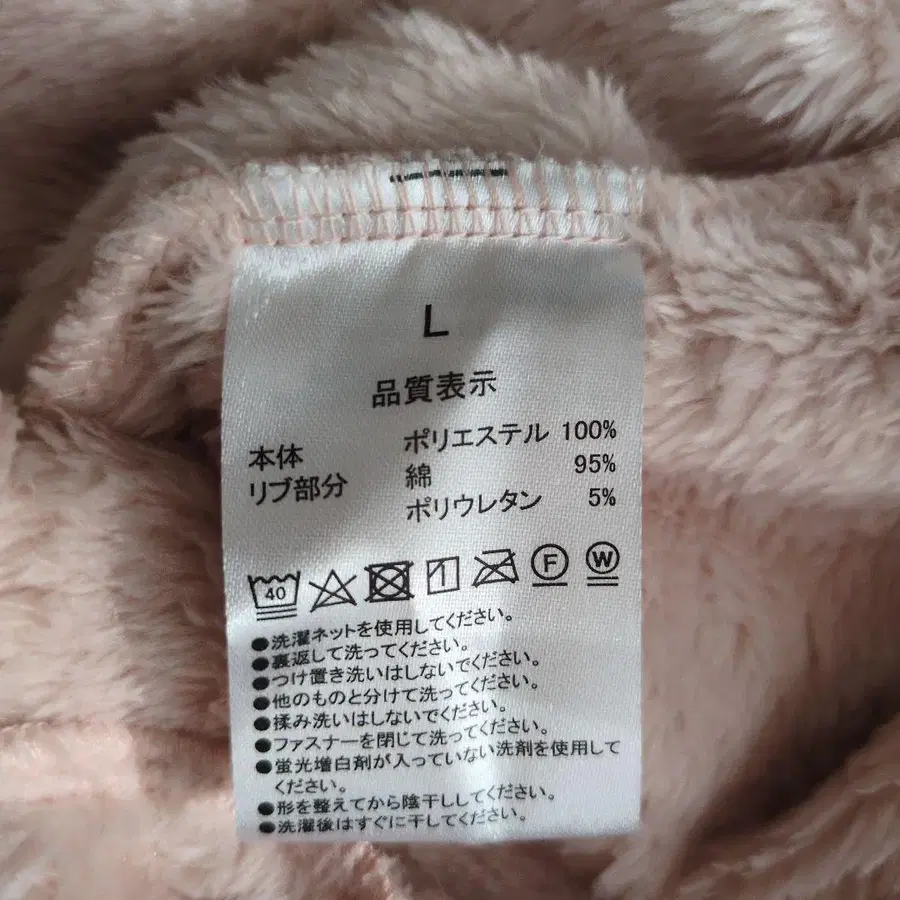 L
品質表示
本体 ポリエステル 100%
リブ部分 綿 95%
ポリウレタン 5%
40 F W
●洗濯ネットを使用してください。
●裏返して洗ってください。
●つけ置き洗いはしないでください。
●他のものと分けて洗ってください。
●揉み洗いはしないでください。
●ファスナーを閉じて洗ってください。
●蛍光増白剤が入っていない洗剤を使用して
ください。
●形を整えてから陰干ししてください。
●洗濯後はすぐに干してください。